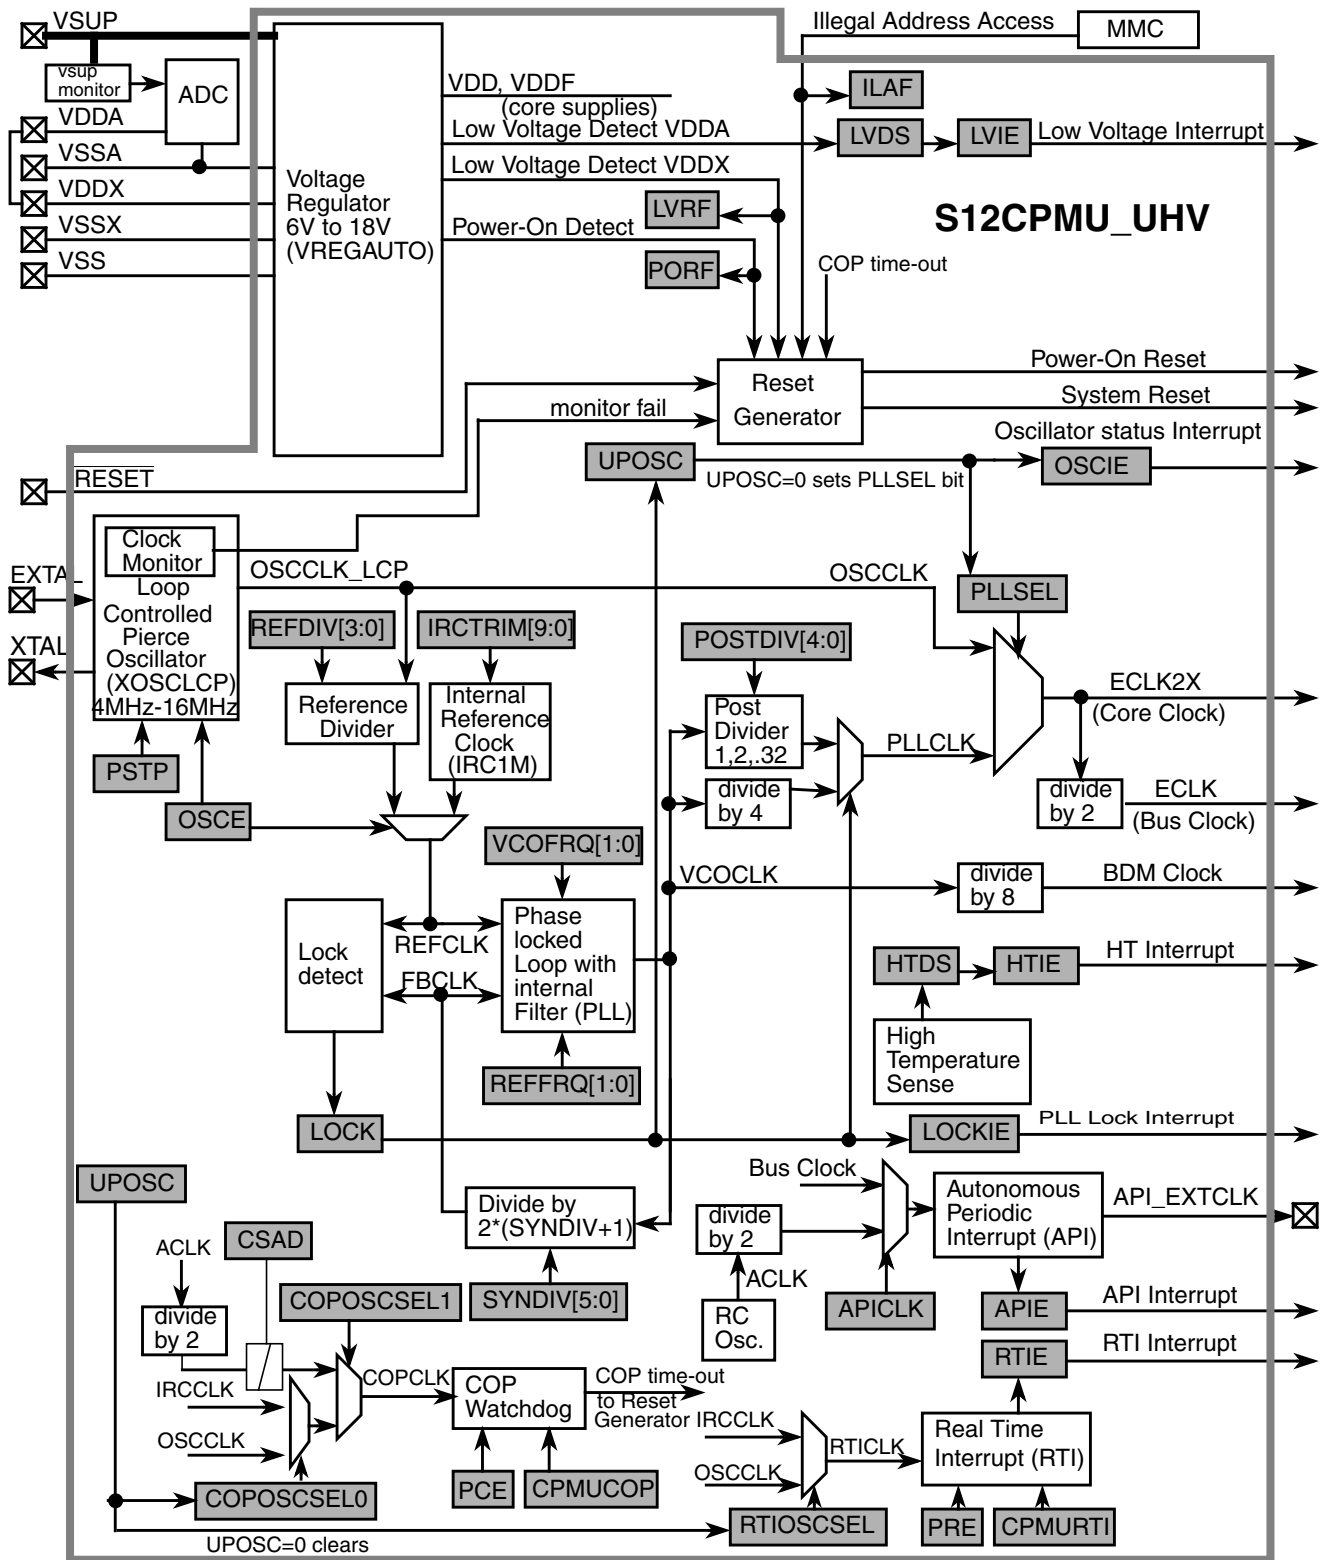 VSUP
Illegal Address Access
MMC
vsup
monitor
ADC
VDD, VDDF
(core supplies)
ILAF
VDDA
Low Voltage Detect VDDA
LVDS
LVIE
Low Voltage Interrupt
VSSA
Low Voltage Detect VDDX
VDDX
Voltage
Regulator
6V to 18V
(VREGAUTO)
LVRF
S12CPMU_UHV
VSSX
Power-On Detect
VSS
PORF
COP time-out
Reset
Generator
Power-On Reset
System Reset
monitor fail
Oscillator status Interrupt
UPOSC
OSCIE
UPOSC=0 sets PLLSEL bit
RESET
Clock
Monitor
EXTAL
OSCCLK_LCP
OSCCLK
PLLSEL
Loop
Controlled
Pierce
Oscillator
(XOSCLCP)
4MHz-16MHz
XTAL
REFDIV[3:0]
IRCTRIM[9:0]
POSTDIV[4:0]
Reference
Divider
Internal
Reference
Clock
(IRC1M)
Post
Divider
1,2,.32
PLLCLK
ECLK2X
(Core Clock)
PSTP
OSCE
divide
by 4
divide
by 2
ECLK
(Bus Clock)
VCOFRQ[1:0]
VCOCLK
divide
by 8
BDM Clock
Lock
detect
REFCLK
FBCLK
Phase
locked
Loop with
internal
Filter (PLL)
HTDS
HTIE
HT Interrupt
High
Temperature
Sense
REFFRQ[1:0]
LOCK
LOCKIE
PLL Lock Interrupt
UPOSC
Bus Clock
Autonomous
Periodic
Interrupt (API)
API_EXTCLK
Divide by
2*(SYNDIV+1)
divide
by 2
ACLK
CSAD
ACLK
COPOSCSEL1
SYNDIV[5:0]
RC
Osc.
APICLK
APIE
API Interrupt
divide
by 2
RTIE
RTI Interrupt
IRCCLK
COPCLK
COP
Watchdog
COP time-out
to Reset
Generator
IRCCLK
OSCCLK
RTICLK
Real Time
Interrupt (RTI)
OSCCLK
COPOSCSEL0
PCE
CPMUCOP
RTIOSCSEL
PRE
CPMURTI
UPOSC=0 clears